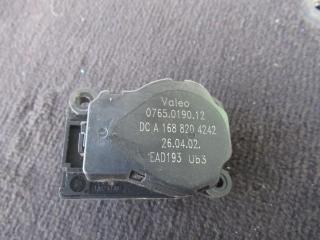 Valeo
0765.0190.12
DC A 168 820 4242
26.04.02.
EAD193 Ub3